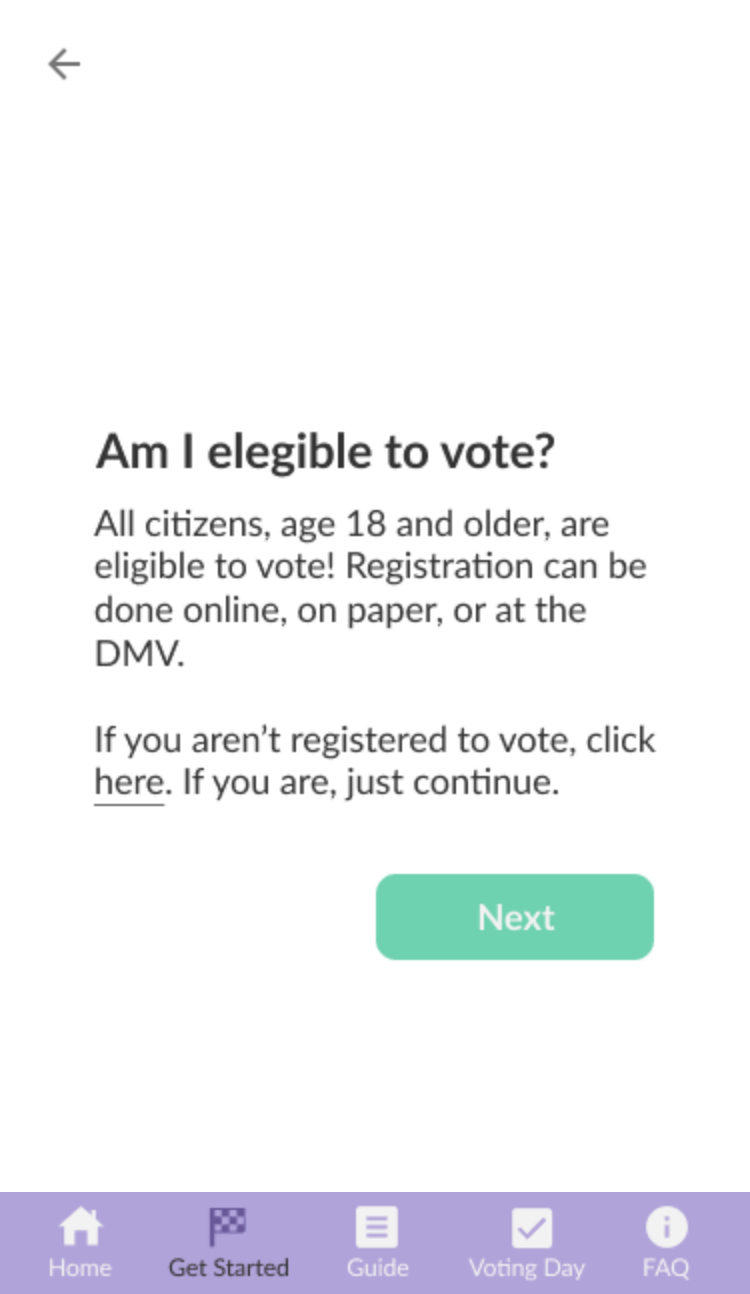 Am I elegible to vote?
All citizens, age 18 and older, are
eligible to vote! Registration can be
done online, on paper, or at the
DMV.
If you aren’t registered to vote, click
here. If you are, just continue.
Next
Home
Get Started
Guide
Voting Day
FAQ